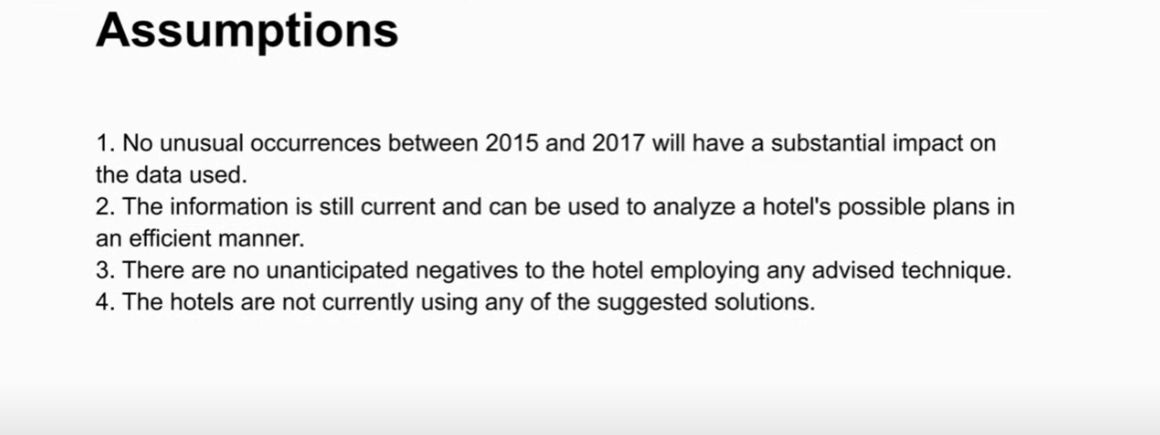 Assumptions
1. No unusual occurrences between 2015 and 2017 will have a substantial impact on
the data used.
2. The information is still current and can be used to analyze a hotel's possible plans in
an efficient manner.
3. There are no unanticipated negatives to the hotel employing any advised technique.
4. The hotels are not currently using any of the suggested solutions.